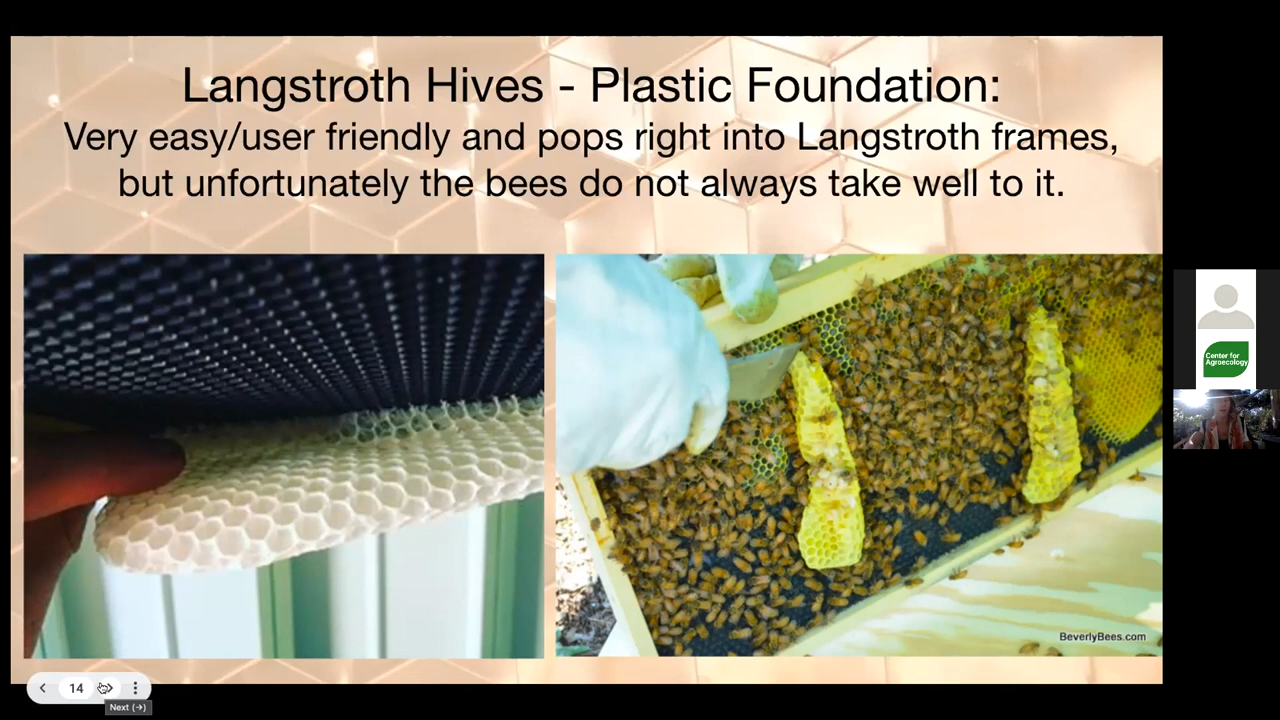 Langstroth Hives - Plastic Foundation:
Very easy/user friendly and pops right into Langstroth frames,
but unfortunately the bees do not always take well to it.
Center for
Agroecology
BeverlyBees.com
14
Next (→)